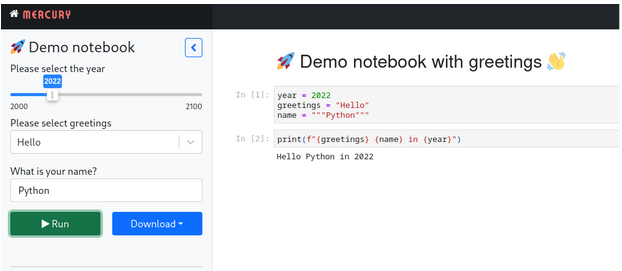 MERCURY
🚀 Demo notebook
Please select the year
2022
2000 2100
Please select greetings
Hello
What is your name?
Python
Run Download
🚀 Demo notebook with greetings 👋
In [1]: year = 2022
greetings = "Hello"
name = """Python"""
In [2]: print(f"{greetings} {name} in {year}")
Hello Python in 2022